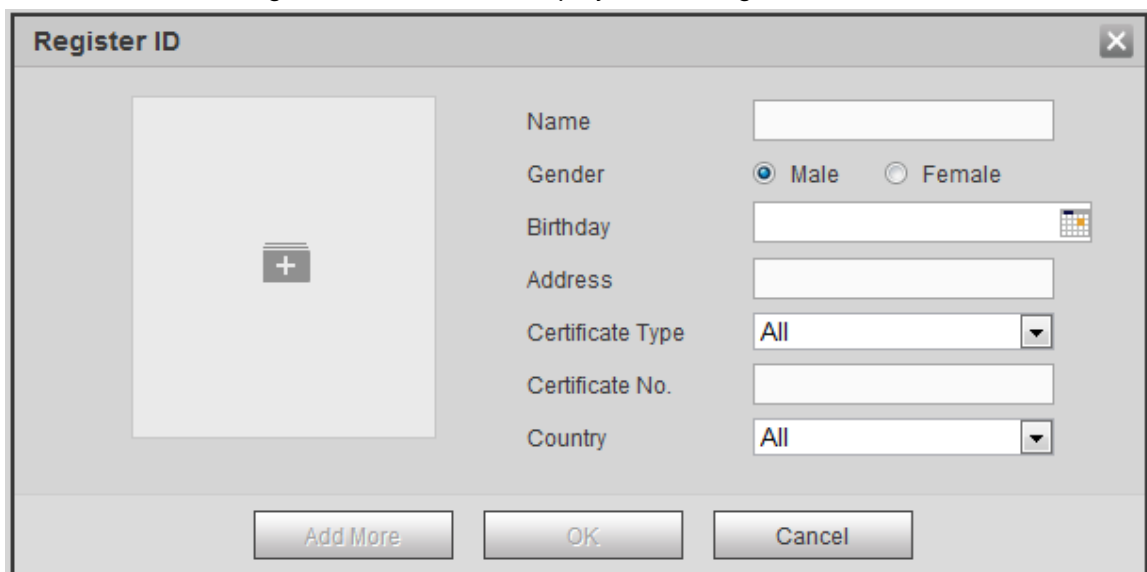 Register ID
Name
Gender
Male Female
Birthday
Address
Certificate Type
All
Certificate No.
Country
All
Add More OK Cancel